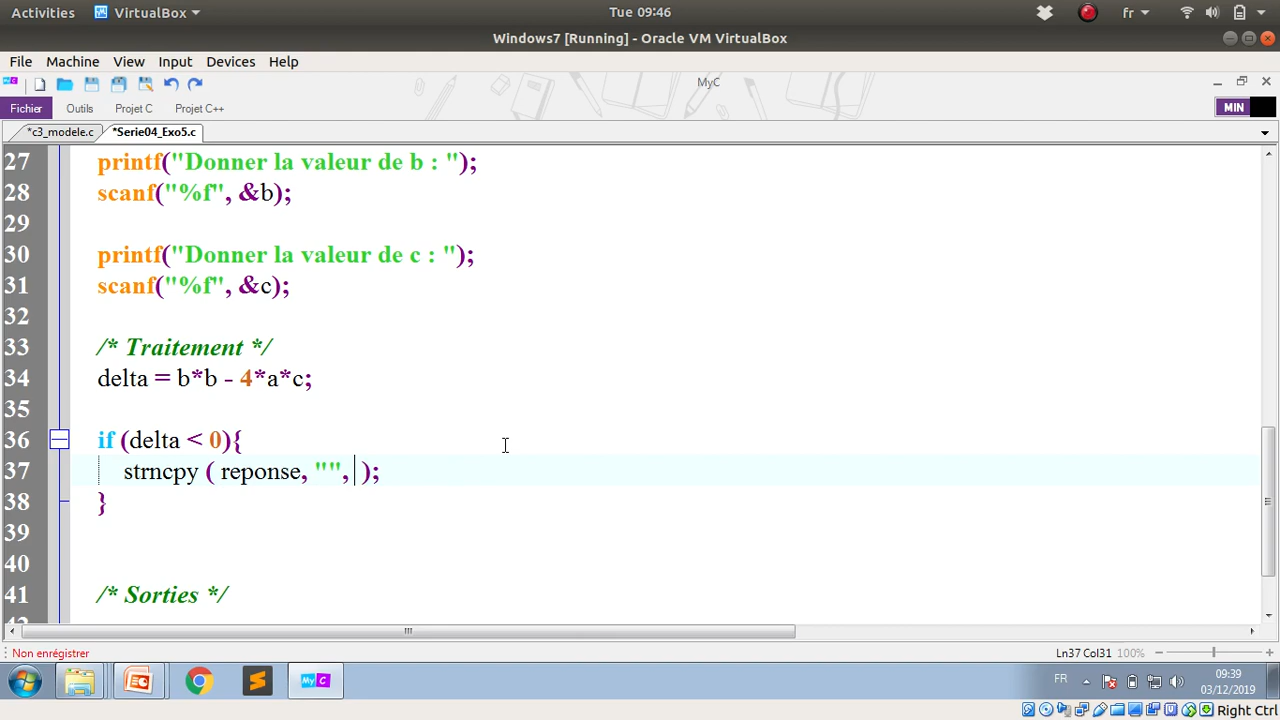 Activities VirtualBox Tue 09:46 fr
Windows7 [Running] - Oracle VM VirtualBox
File Machine View Input Devices Help
MyC
Fichier Outils Projet C Projet C++ MIN
*c3_modele.c *Serie04_Exo5.c
27 printf("Donner la valeur de b : ");
28 scanf("%f", &b);
29
30 printf("Donner la valeur de c : ");
31 scanf("%f", &c);
32
33 /* Traitement */
34 delta = b*b - 4*a*c;
35
36 if (delta < 0){
37 strncpy ( reponse, "", );
38 }
39
40
41 /* Sorties */
Non enrégistrer Ln37 Col31 100%
MyC FR 09:39
03/12/2019
Right Ctrl